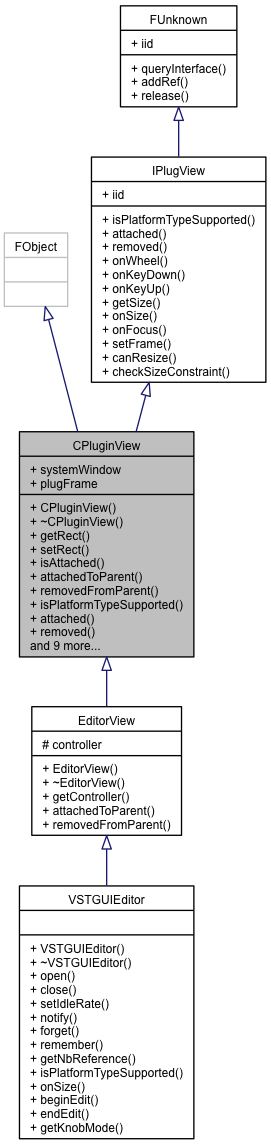 FUnknown
+ iid
+ queryInterface()
+ addRef()
+ release()
IPlugView
+ iid
+ isPlatformTypeSupported()
+ attached()
+ removed()
+ onWheel()
+ onKeyDown()
+ onKeyUp()
+ getSize()
+ onSize()
+ onFocus()
+ setFrame()
+ canResize()
+ checkSizeConstraint()
FObject
CPluginView
+ systemWindow
+ plugFrame
+ CPluginView()
+ ~CPluginView()
+ getRect()
+ setRect()
+ isAttached()
+ attachedToParent()
+ removedFromParent()
+ isPlatformTypeSupported()
+ attached()
+ removed()
and 9 more...
EditorView
# controller
+ EditorView()
+ ~EditorView()
+ getController()
+ attachedToParent()
+ removedFromParent()
VSTGUIEditor
+ VSTGUIEditor()
+ ~VSTGUIEditor()
+ open()
+ close()
+ setIdleRate()
+ notify()
+ forget()
+ remember()
+ getNbReference()
+ isPlatformTypeSupported()
+ onSize()
+ beginEdit()
+ endEdit()
+ getKnobMode()